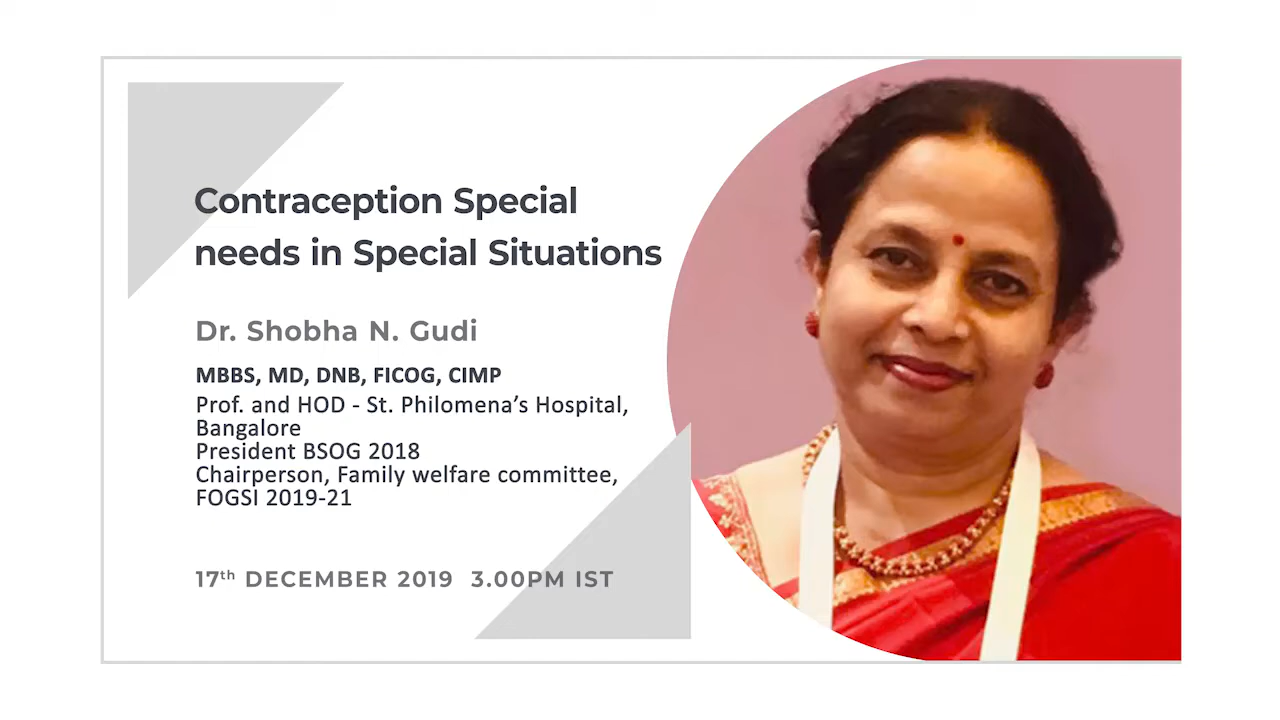 Contraception Special
needs in Special Situations
Dr. Shobha N. Gudi
MBBS, MD, DNB, FICOG, CIMP
Prof. and HOD - St. Philomena’s Hospital,
Bangalore
President BSOG 2018
Chairperson, Family welfare committee,
FOGSI 2019-21
17th DECEMBER 2019 3.00PM IST